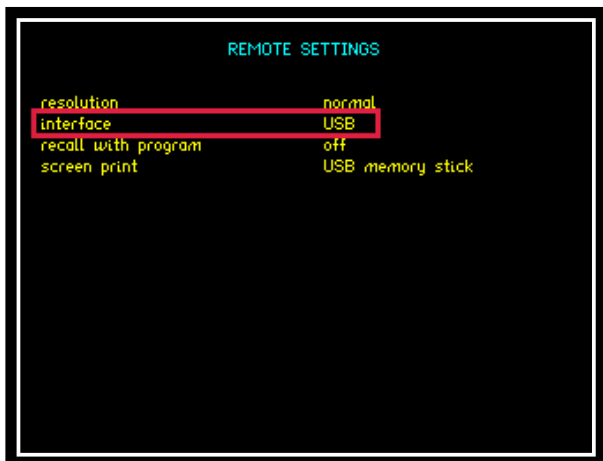 REMOTE SETTINGS
resolution normal
interface USB
recall with program off
screen print USB memory stick